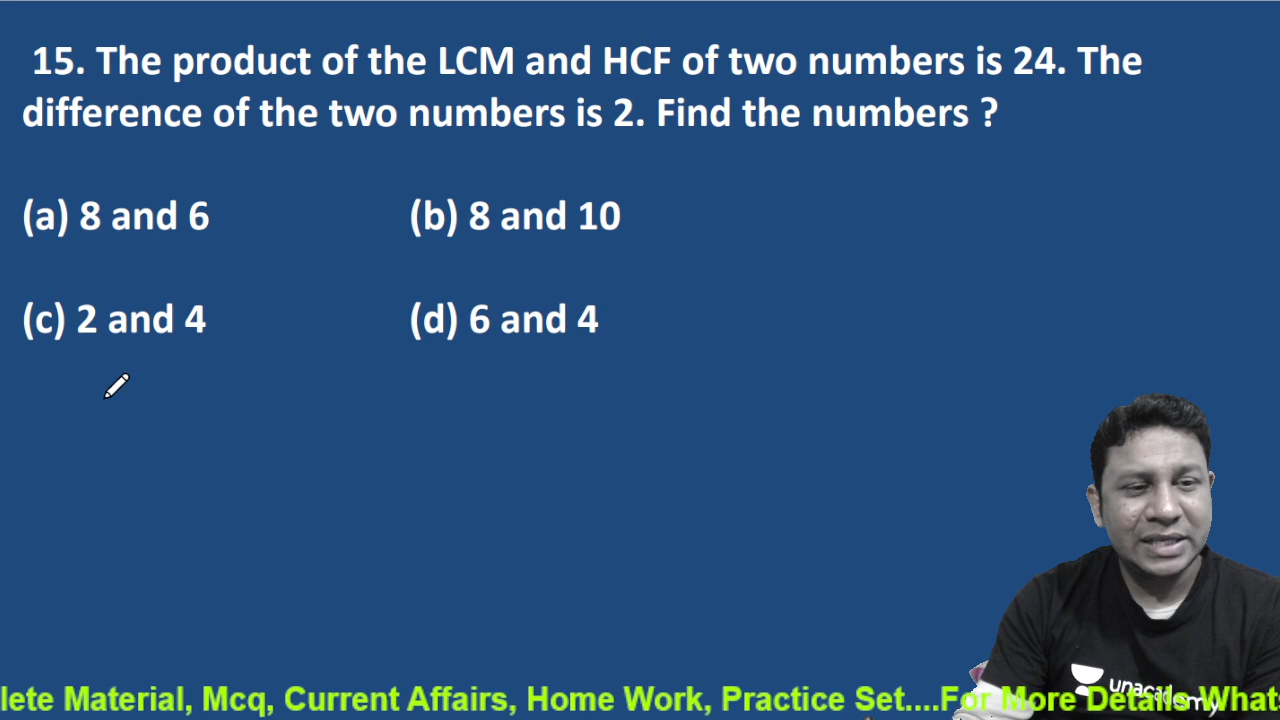 15. The product of the LCM and HCF of two numbers is 24. The
difference of the two numbers is 2. Find the numbers ?
(a) 8 and 6 (b) 8 and 10
(c) 2 and 4 (d) 6 and 4
unacademy
lete Material, Mcq, Current Affairs, Home Work, Practice Set....For More Details What